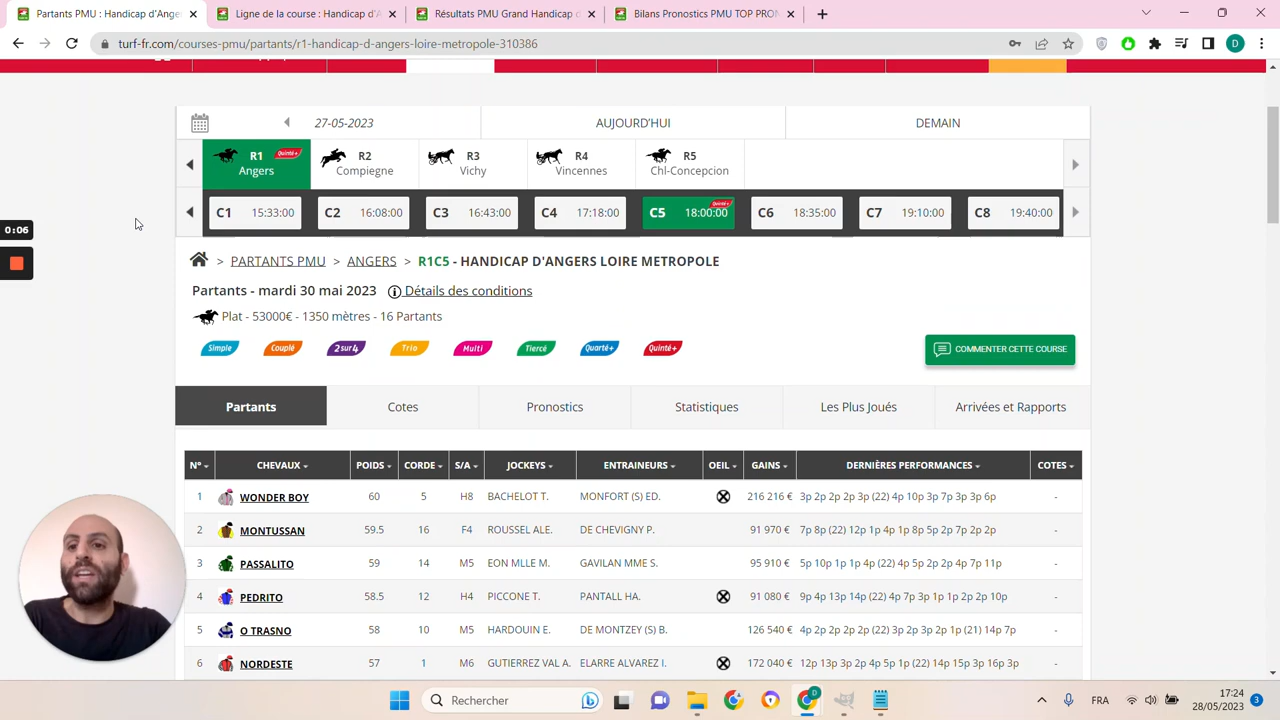 Partants PMU : Handicap d'Ange
Ligne de la course : Handicap d'A
Résultats PMU Grand Handicap d
Bilans Pronostics PMU TOP PRON
turf-fr.com/courses-pmu/partants/r1-handicap-d-angers-loire-metropole-310386
D
27-05-2023
AUJOURD'HUI
DEMAIN
R1 Quinté+ Angers
R2 Compiegne
R3 Vichy
R4 Vincennes
R5 Chl-Concepcion
C1 15:33:00
C2 16:08:00
C3 16:43:00
C4 17:18:00
C5 18:00:00 Quinté+
C6 18:35:00
C7 19:10:00
C8 19:40:00
0:06
> PARTANTS PMU > ANGERS > R1C5 - HANDICAP D'ANGERS LOIRE METROPOLE
Partants - mardi 30 mai 2023 Détails des conditions
Plat - 53000€ - 1350 mètres - 16 Partants
Simple Couplé 2sur4 Trio Multi Tiercé Quarté+ Quinté+
COMMENTER CETTE COURSE
Partants Cotes Pronostics Statistiques Les Plus Joués Arrivées et Rapports
N° CHEVAUX POIDS CORDE S/A JOCKEYS ENTRAINEURS OEIL GAINS DERNIÈRES PERFORMANCES COTES
1 WONDER BOY 60 5 H8 BACHELOT T. MONFORT (S) ED. 216 216 € 3p 2p 2p 2p 3p (22) 4p 10p 3p 7p 3p 3p 6p -
2 MONTUSSAN 59.5 16 F4 ROUSSEL ALE. DE CHEVIGNY P. 91 970 € 7p 8p (22) 12p 1p 4p 1p 8p 5p 2p 7p 2p 2p -
3 PASSALITO 59 14 M5 EON MLLE M. GAVILAN MME S. 95 910 € 5p 10p 1p 1p 4p (22) 4p 5p 2p 2p 4p 7p 11p -
4 PEDRITO 58.5 12 H4 PICCONE T. PANTALL HA. 91 080 € 9p 4p 13p 14p (22) 4p 7p 3p 1p 1p 2p 2p 10p -
5 O TRASNO 58 10 M5 HARDOUIN E. DE MONTZEY (S) B. 126 540 € 4p 2p 2p 2p 2p (22) 3p 2p 3p 2p 1p (21) 14p 7p -
6 NORDESTE 57 1 M6 GUTIERREZ VAL A. ELARRE ALVAREZ I. 172 040 € 12p 13p 3p 2p 4p 5p 1p (22) 14p 15p 3p 16p 3p -
Rechercher
D
FRA
17:24
28/05/2023
3